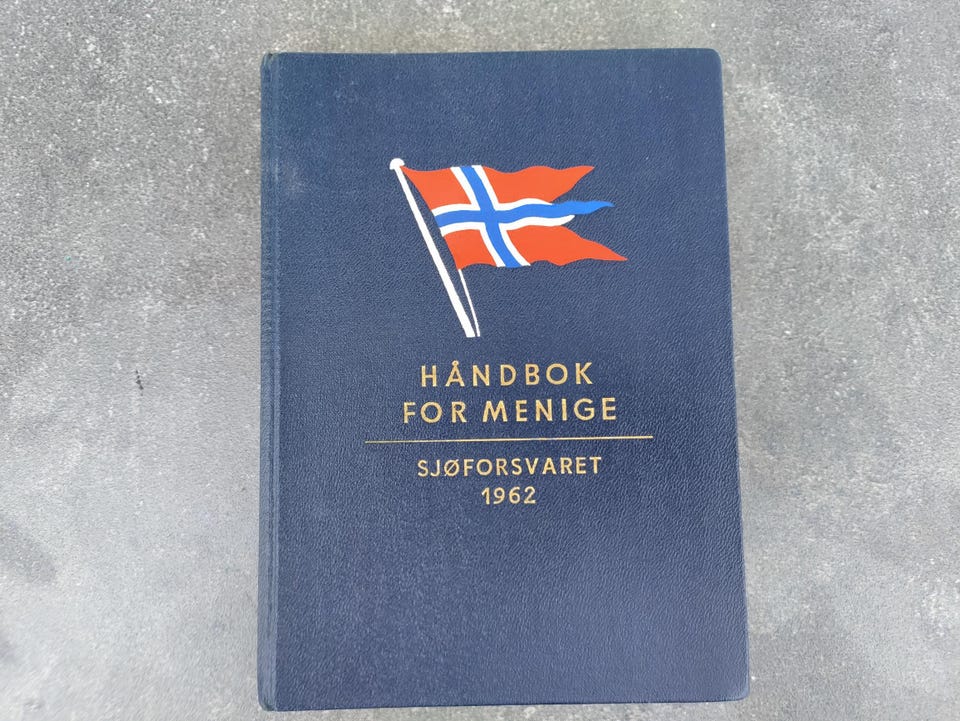 HÅNDBOK
FOR MENIGE
SJØFORSVARET
1962